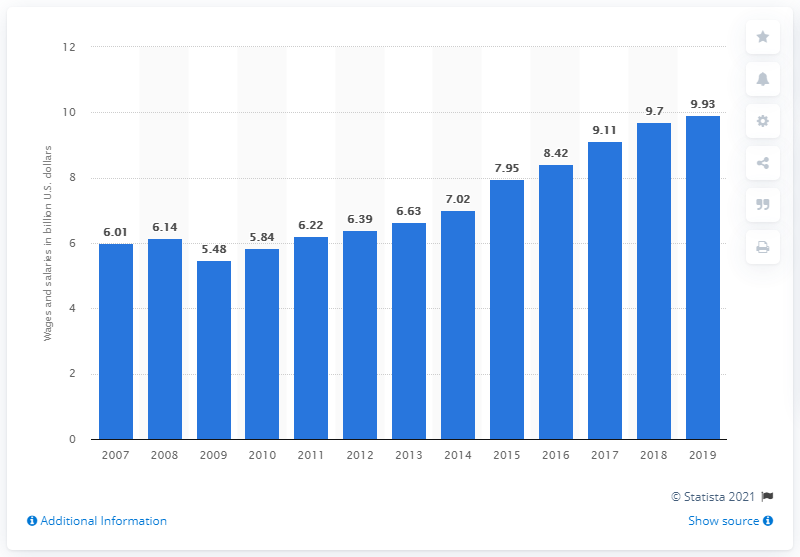 12
10
8
6
4
2
0
Wages and salaries in billion U.S. dollars
6.01 6.14 5.48 5.84 6.22 6.39 6.63 7.02 7.95 8.42 9.11 9.7 9.93
2007 2008 2009 2010 2011 2012 2013 2014 2015 2016 2017 2018 2019
© Statista 2021
Additional Information
Show source